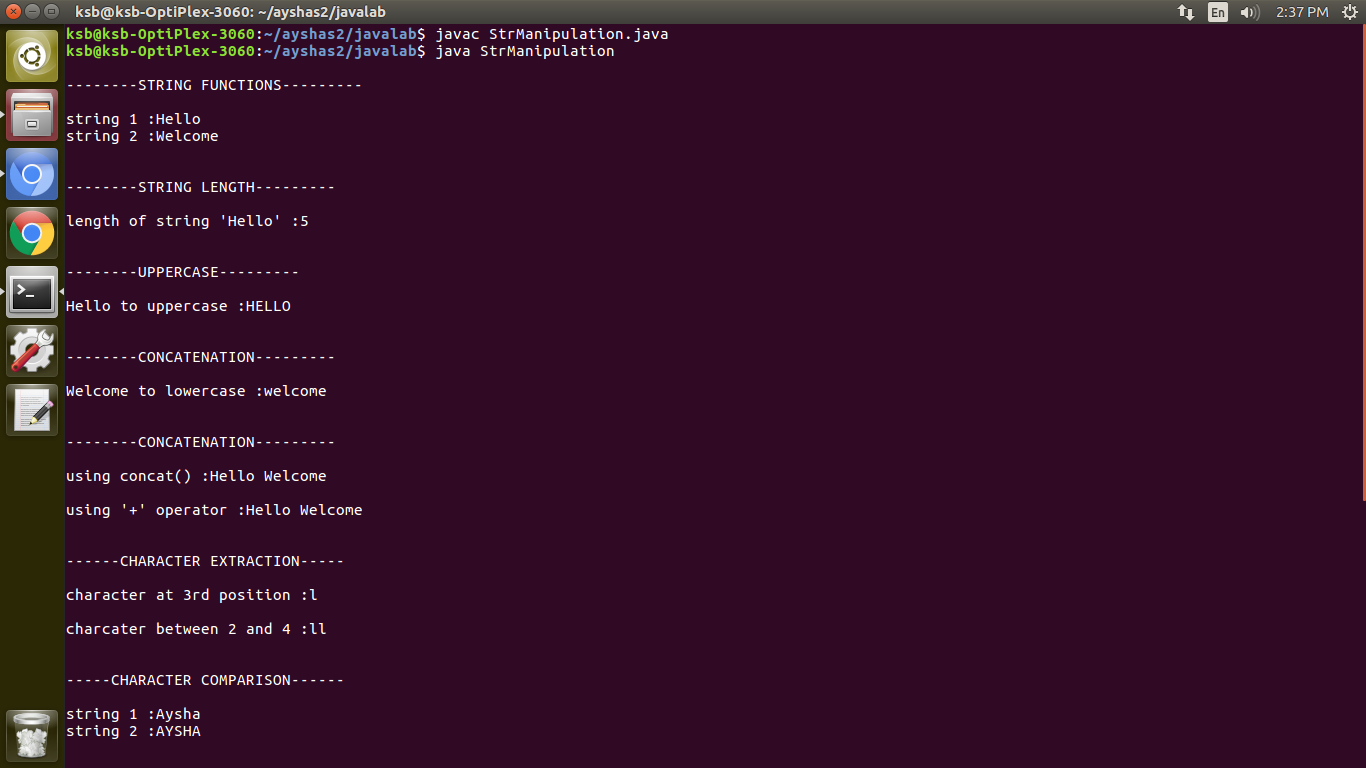 ksb@ksb-OptiPlex-3060: ~/ayshas2/javalab
En
2:37 PM
ksb@ksb-OptiPlex-3060:~/ayshas2/javalab$ javac StrManipulation.java
ksb@ksb-OptiPlex-3060:~/ayshas2/javalab$ java StrManipulation
--------STRING FUNCTIONS---------
string 1 :Hello
string 2 :Welcome
--------STRING LENGTH---------
length of string 'Hello' :5
--------UPPERCASE---------
Hello to uppercase :HELLO
--------CONCATENATION---------
Welcome to lowercase :welcome
--------CONCATENATION---------
using concat() :Hello Welcome
using '+' operator :Hello Welcome
------CHARACTER EXTRACTION-----
character at 3rd position :l
charcater between 2 and 4 :ll
-----CHARACTER COMPARISON------
string 1 :Aysha
string 2 :AYSHA